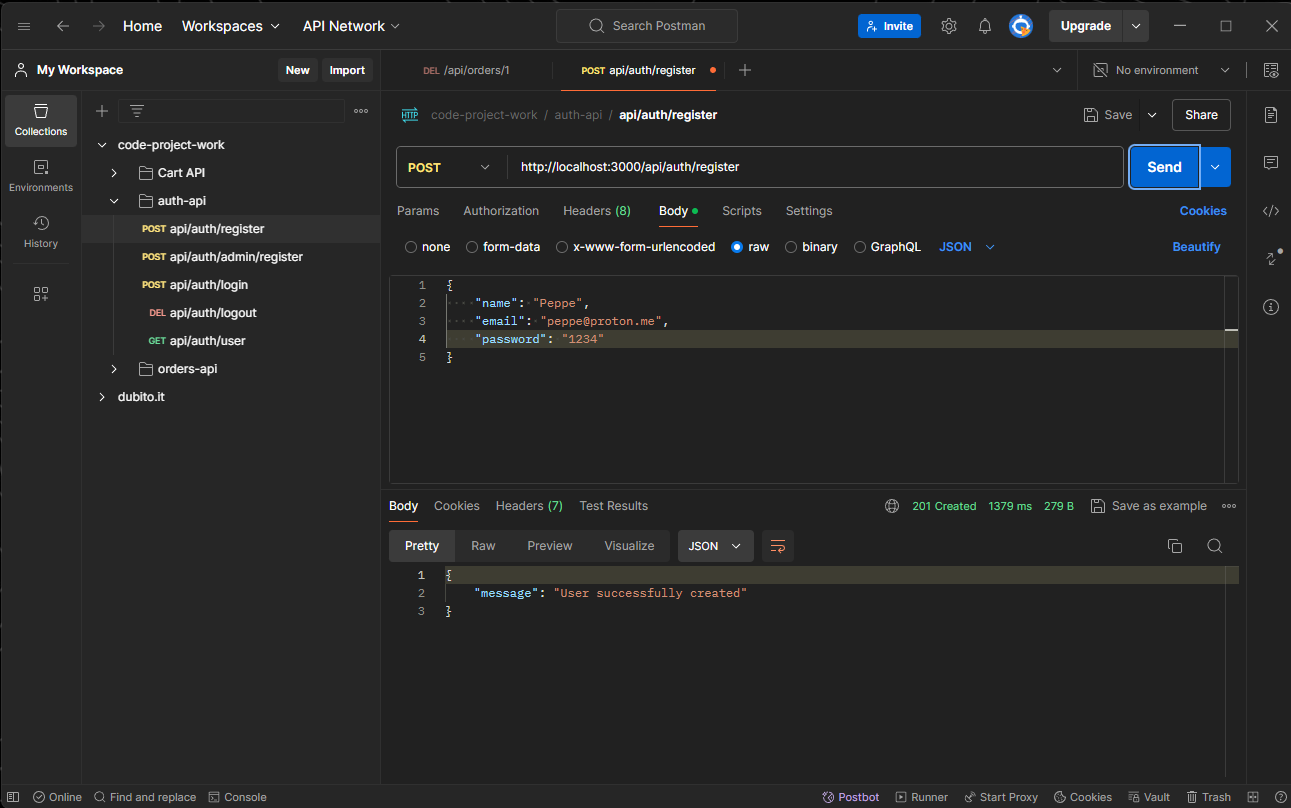 Home Workspaces API Network Search Postman Invite Upgrade
My Workspace New Import DEL /api/orders/1 POST api/auth/register No environment
Collections
Environments
History
code-project-work
Cart API
auth-api
POST api/auth/register
POST api/auth/admin/register
POST api/auth/login
DEL api/auth/logout
GET api/auth/user
orders-api
dubito.it
HTTP code-project-work / auth-api / api/auth/register Save Share
POST http://localhost:3000/api/auth/register Send
Params Authorization Headers (8) Body Scripts Settings Cookies
none form-data x-www-form-urlencoded raw binary GraphQL JSON Beautify
1 {
2 "name": "Peppe",
3 "email": "peppe@proton.me",
4 "password": "1234"
5 }
Body Cookies Headers (7) Test Results 201 Created 1379 ms 279 B Save as example
Pretty Raw Preview Visualize JSON
1 {
2 "message": "User successfully created"
3 }
Online Find and replace Console Postbot Runner Start Proxy Cookies Vault Trash